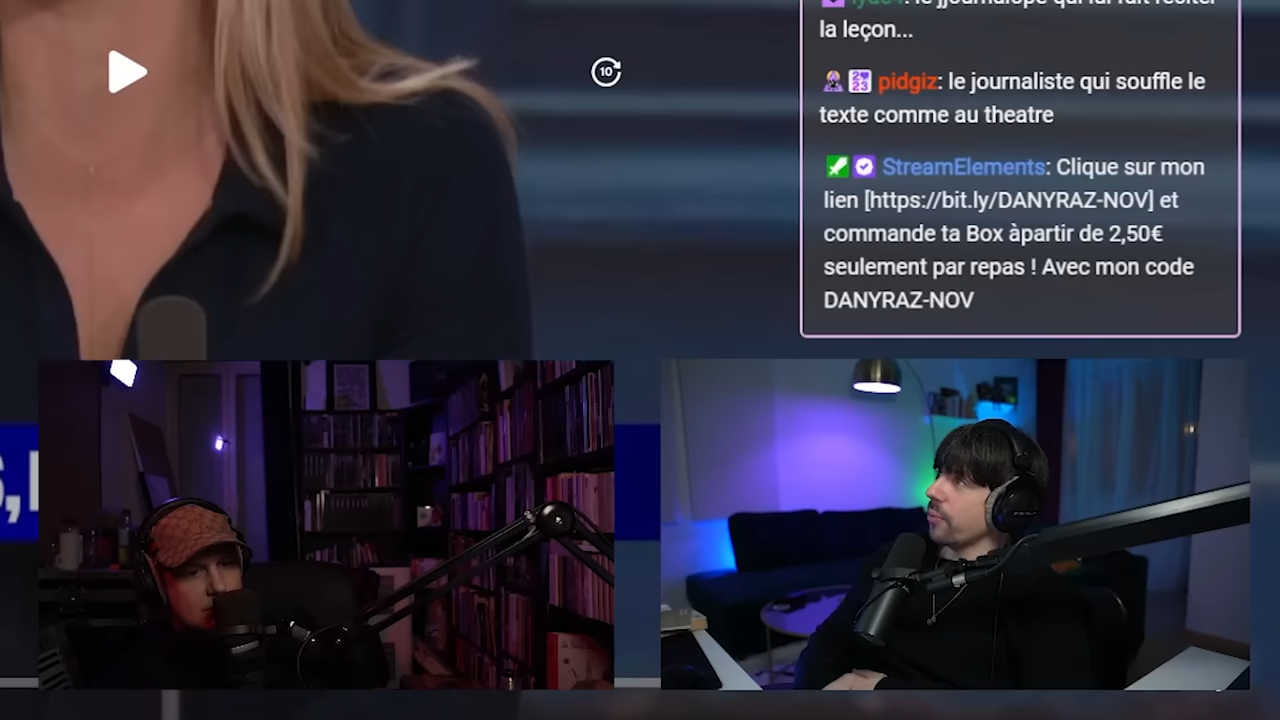 la leçon...
10
pidgiz: le journaliste qui souffle le
texte comme au theatre
StreamElements: Clique sur mon
lien [https://bit.ly/DANYRAZ-NOV] et
commande ta Box àpartir de 2,50€
seulement par repas ! Avec mon code
DANYRAZ-NOV